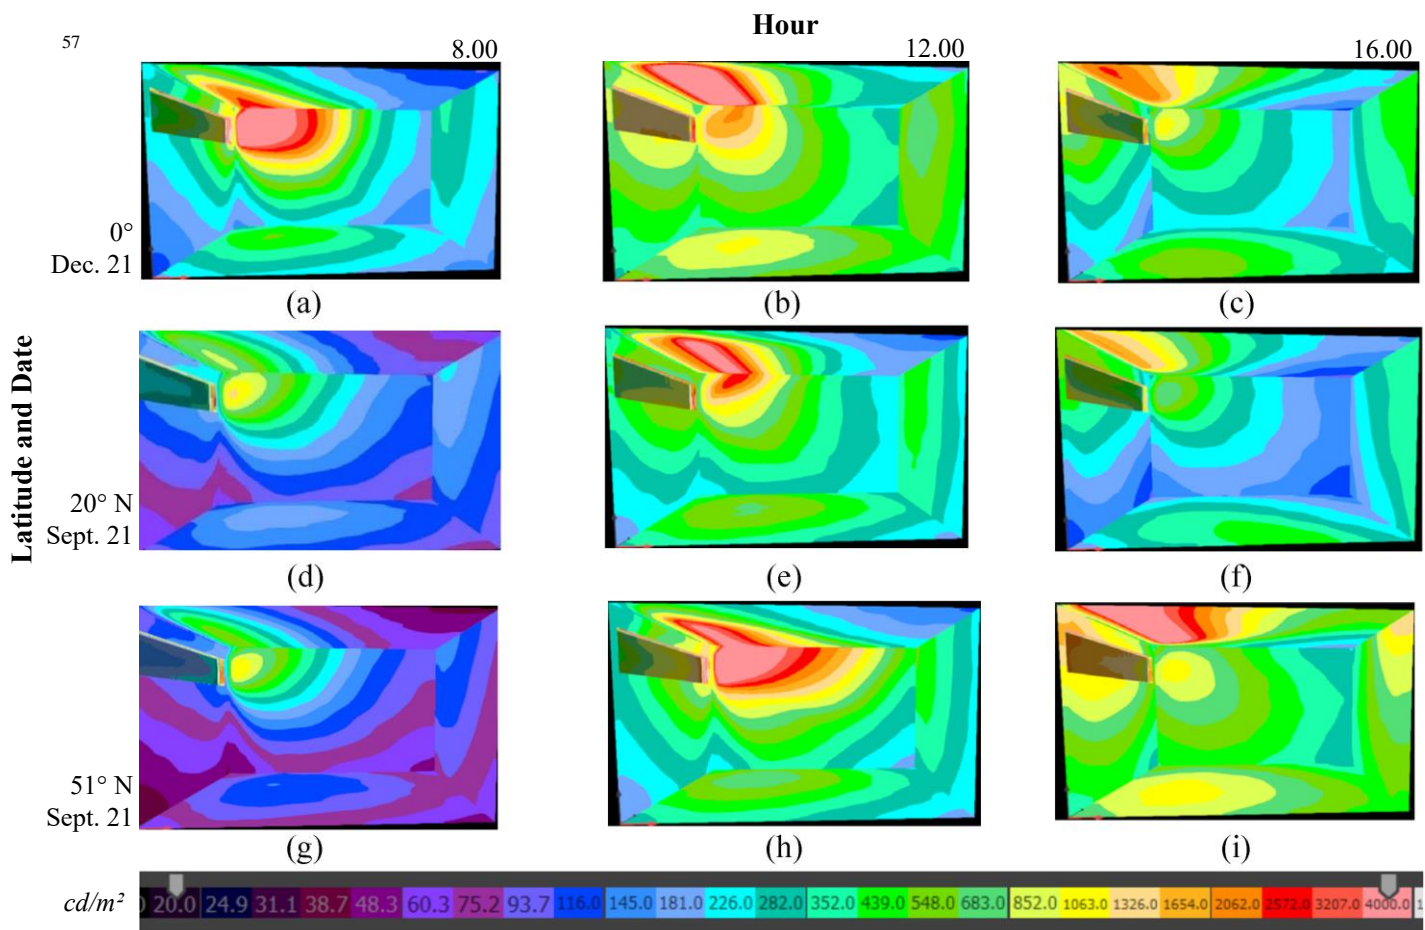 Hour
57
8.00 12.00 16.00
Latitude and Date
0°
Dec. 21
(a) (b) (c)
20° N
Sept. 21
(d) (e) (f)
51° N
Sept. 21
(g) (h) (i)
cd/m² 20.0 24.9 31.1 38.7 48.3 60.3 75.2 93.7 116.0 145.0 181.0 226.0 282.0 352.0 439.0 548.0 683.0 852.0 1063.0 1326.0 1654.0 2062.0 2572.0 3207.0 4000.0